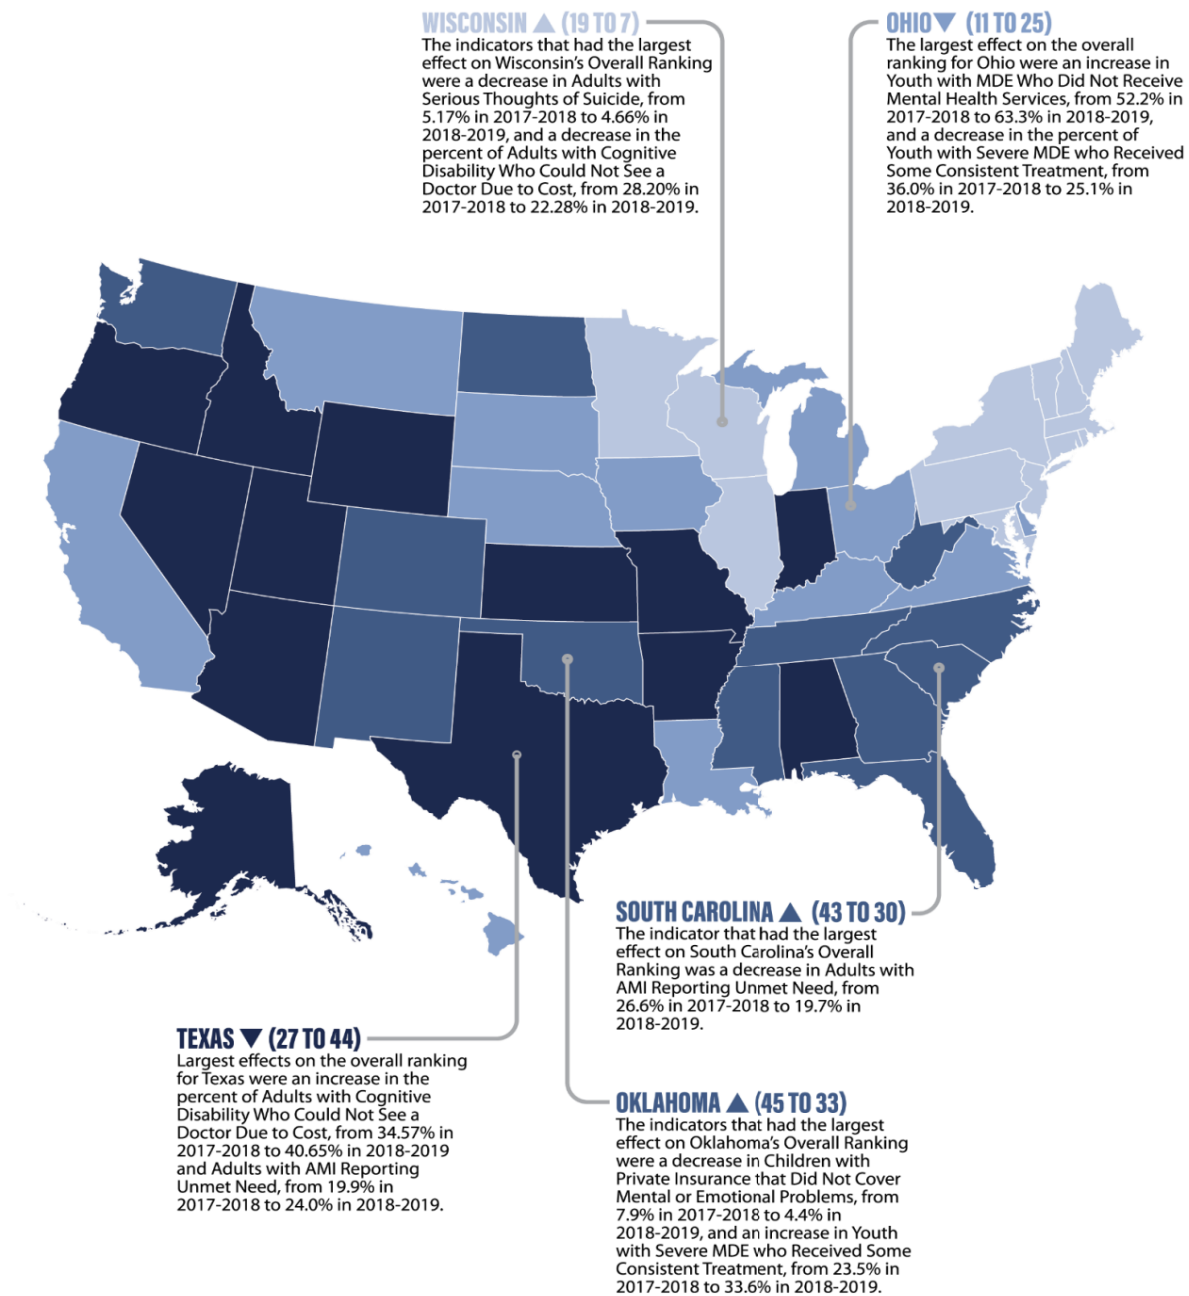 WISCONSIN ▲ (19 TO 7)
The indicators that had the largest
effect on Wisconsin's Overall Ranking
were a decrease in Adults with
Serious Thoughts of Suicide, from
5.17% in 2017-2018 to 4.66% in
2018-2019, and a decrease in the
percent of Adults with Cognitive
Disability Who Could Not See a
Doctor Due to Cost, from 28.20% in
2017-2018 to 22.28% in 2018-2019.
OHIO▼ (11 TO 25)
The largest effect on the overall
ranking for Ohio were an increase in
Youth with MDE Who Did Not Receive
Mental Health Services, from 52.2% in
2017-2018 to 63.3% in 2018-2019,
and a decrease in the percent of
Youth with Severe MDE who Received
Some Consistent Treatment, from
36.0% in 2017-2018 to 25.1% in
2018-2019.
SOUTH CAROLINA ▲ (43 TO 30)
The indicator that had the largest
effect on South Carolina's Overall
Ranking was a decrease in Adults with
AMI Reporting Unmet Need, from
26.6% in 2017-2018 to 19.7% in
2018-2019.
TEXAS ▼ (27 TO 44)
Largest effects on the overall ranking
for Texas were an increase in the
percent of Adults with Cognitive
Disability Who Could Not See a
Doctor Due to Cost, from 34.57% in
2017-2018 to 40.65% in 2018-2019
and Adults with AMI Reporting
Unmet Need, from 19.9% in
2017-2018 to 24.0% in 2018-2019.
OKLAHOMA ▲ (45 TO 33)
The indicators that had the largest
effect on Oklahoma's Overall Ranking
were a decrease in Children with
Private Insurance that Did Not Cover
Mental or Emotional Problems, from
7.9% in 2017-2018 to 4.4% in
2018-2019, and an increase in Youth
with Severe MDE who Received Some
Consistent Treatment, from 23.5% in
2017-2018 to 33.6% in 2018-2019.